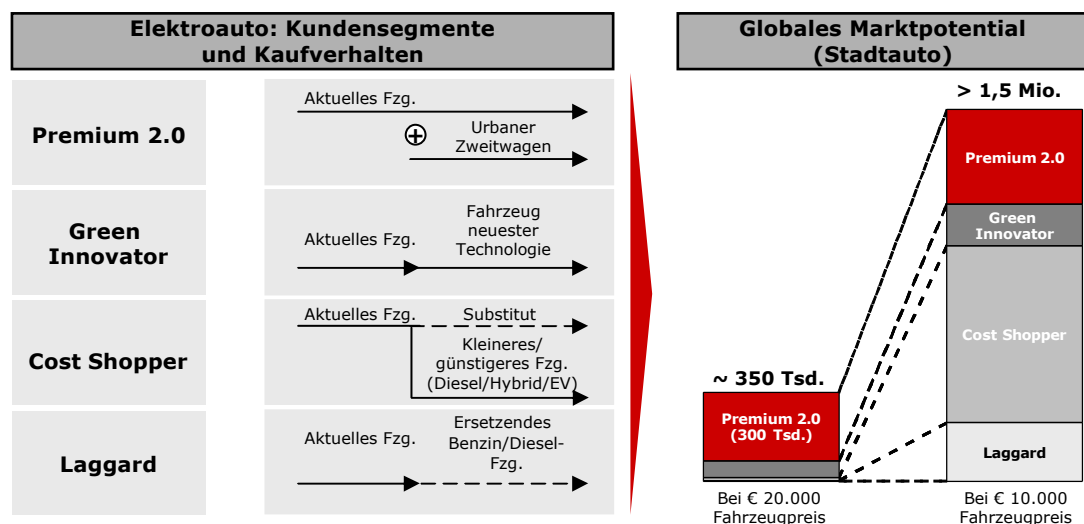 Elektroauto: Kundensegmente
und Kaufverhalten
Premium 2.0
Aktuelles Fzg.
Urbaner
Zweitwagen
Green
Innovator
Aktuelles Fzg.
Fahrzeug
neuester
Technologie
Cost Shopper
Aktuelles Fzg.
Substitut
Kleineres/
günstigeres Fzg.
(Diesel/Hybrid/EV)
Laggard
Aktuelles Fzg.
Ersetzendes
Benzin/Diesel-
Fzg.
Globales Marktpotential
(Stadtauto)
~ 350 Tsd.
Premium 2.0
(300 Tsd.)
Bei € 20.000
Fahrzeugpreis
> 1,5 Mio.
Premium 2.0
Green
Innovator
Cost Shopper
Laggard
Bei € 10.000
Fahrzeugpreis